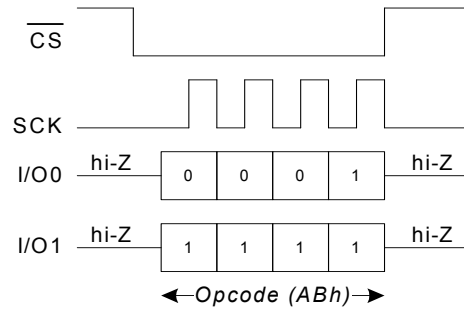 CS
SCK
hi-Z hi-Z
I/O0 0 0 0 1
hi-Z hi-Z
I/O1 1 1 1 1
Opcode (ABh)